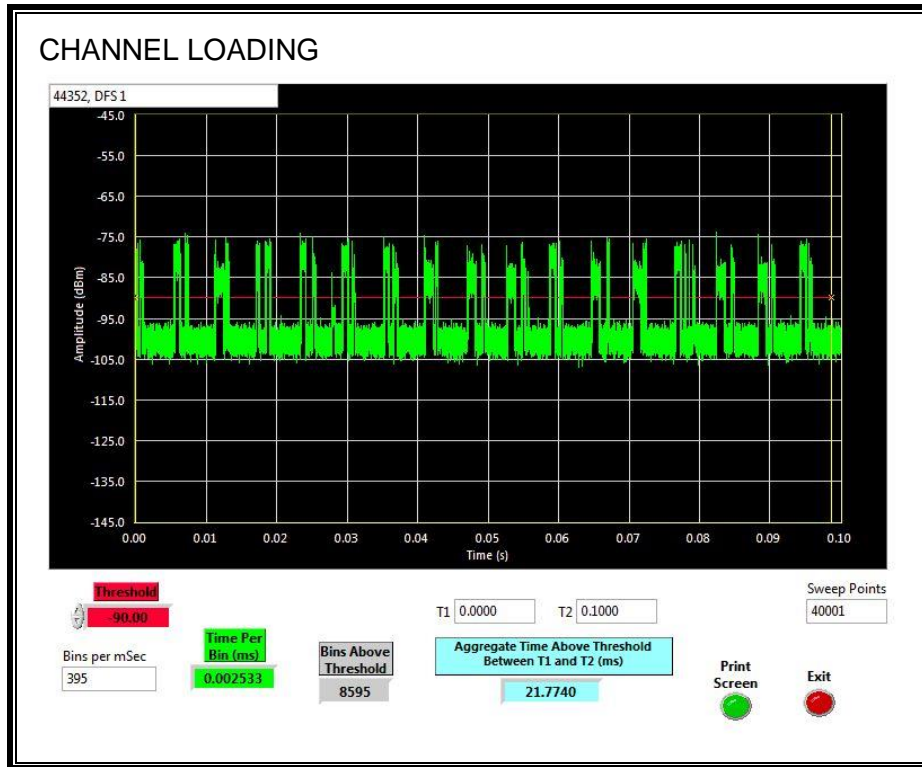 CHANNEL LOADING
44352, DFS 1
-45.0
-55.0
-65.0
-75.0
-85.0
-95.0
-105.0
-115.0
-125.0
-135.0
-145.0
Amplitude (dBm)
0.00 0.01 0.02 0.03 0.04 0.05 0.06 0.07 0.08 0.09 0.10
Time (s)
Threshold
-90.00
T1 0.0000 T2 0.1000
Sweep Points
40001
Bins per mSec
395
Time Per
Bin (ms)
0.002533
Bins Above
Threshold
8595
Aggregate Time Above Threshold
Between T1 and T2 (ms)
21.7740
Print
Screen
Exit